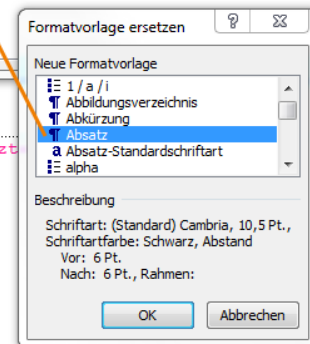 Formatvorlage ersetzen
Neue Formatvorlage
1 / a / i
Abbildungsverzeichnis
Abkürzung
Absatz
a Absatz-Standardschriftart
alpha
Beschreibung
Schriftart: (Standard) Cambria, 10,5 Pt.,
Schriftartfarbe: Schwarz, Abstand
Vor: 6 Pt.
Nach: 6 Pt., Rahmen:
OK
Abbrechen